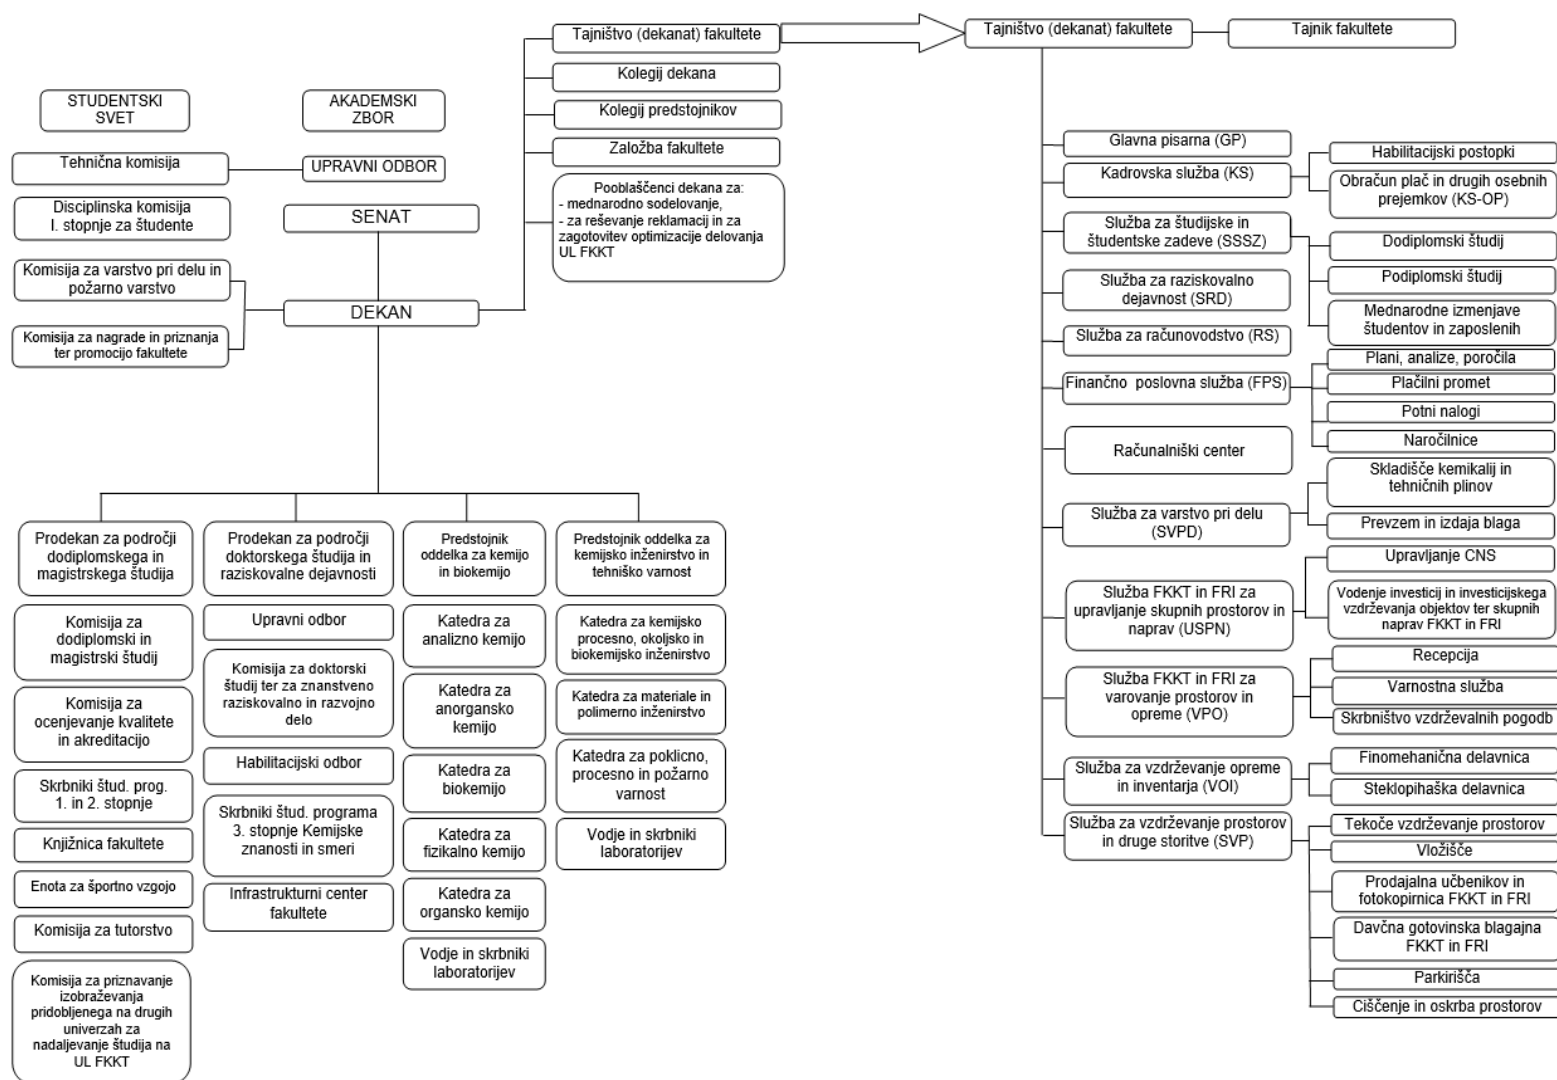 STUDENTSKI
SVET
AKADEMSKI
ZBOR
Tehnična komisija
UPRAVNI ODBOR
Disciplinska komisija
I. stopnje za študente
SENAT
Komisija za varstvo pri delu in
požarno varstvo
DEKAN
Komisija za nagrade in priznanja
ter promocijo fakultete
Tajništvo (dekanat) fakultete
Kolegij dekana
Kolegij predstojnikov
Založba fakultete
Pooblaščenci dekana za:
- mednarodno sodelovanje,
- za reševanje reklamacij in za
zagotovitev optimizacije delovanja
UL FKKT
Prodekan za področji
dodiplomskega in
magistrskega študija
Komisija za
dodiplomski in
magistrski študij
Komisija za
ocenjevanje kvalitete
in akreditacijo
Skrbniki štud. prog.
1. in 2. stopnje
Knjižnica fakultete
Enota za športno vzgojo
Komisija za tutorstvo
Komisija za priznavanje
izobraževanja
pridobljenega na drugih
univerzah za
nadaljevanje študija na
UL FKKT
Prodekan za področji
doktorskega študija in
raziskovalne dejavnosti
Upravni odbor
Komisija za doktorski
študij ter za znanstveno
raziskovalno in razvojno
delo
Habilitacijski odbor
Skrbniki štud. programa
3. stopnje Kemijske
znanosti in smeri
Infrastrukturni center
fakultete
Predstojnik
oddelka za kemijo
in biokemijo
Katedra za
analizno kemijo
Katedra za
anorgansko
kemijo
Katedra za
biokemijo
Katedra za
fizikalno kemijo
Katedra za
organsko kemijo
Vodje in skrbniki
laboratorijev
Predstojnik oddelka za
kemijsko inženirstvo in
tehniško varnost
Katedra za kemijsko
procesno, okoljsko in
biokemijsko inženirstvo
Katedra za materiale in
polimerno inženirstvo
Katedra za poklicno,
procesno in požarno
varnost
Vodje in skrbniki
laboratorijev
Tajništvo (dekanat) fakultete
Tajnik fakultete
Glavna pisarna (GP)
Kadrovska služba (KS)
Habilitacijski postopki
Obračun plač in drugih osebnih
prejemkov (KS-OP)
Služba za študijske in
študentske zadeve (SSSZ)
Dodiplomski študij
Podiplomski študij
Mednarodne izmenjave
študentov in zaposlenih
Služba za raziskovalno
dejavnost (SRD)
Služba za računovodstvo (RS)
Finančno  poslovna služba (FPS)
Plani, analize, poročila
Plačilni promet
Potni nalogi
Naročilnice
Računalniški center
Služba za varstvo pri delu
(SVPD)
Skladišče kemikalij in
tehničnih plinov
Prevzem in izdaja blaga
Služba FKKT in FRI za
upravljanje skupnih prostorov in
naprav (USPN)
Upravljanje CNS
Vodenje investicij in investicijskega
vzdrževanja objektov ter skupnih
naprav FKKT in FRI
Služba FKKT in FRI za
varovanje prostorov in
opreme (VPO)
Recepcija
Varnostna služba
Skrbništvo vzdrževalnih pogodb
Služba za vzdrževanje opreme
in inventarja (VOI)
Finomehanična delavnica
Steklopihaška delavnica
Služba za vzdrževanje prostorov
in druge storitve (SVP)
Tekoče vzdrževanje prostorov
Vložišče
Prodajalna učbenikov in
fotokopirnica FKKT in FRI
Davčna gotovinska blagajna
FKKT in FRI
Parkirišča
Čiščenje in oskrba prostorov